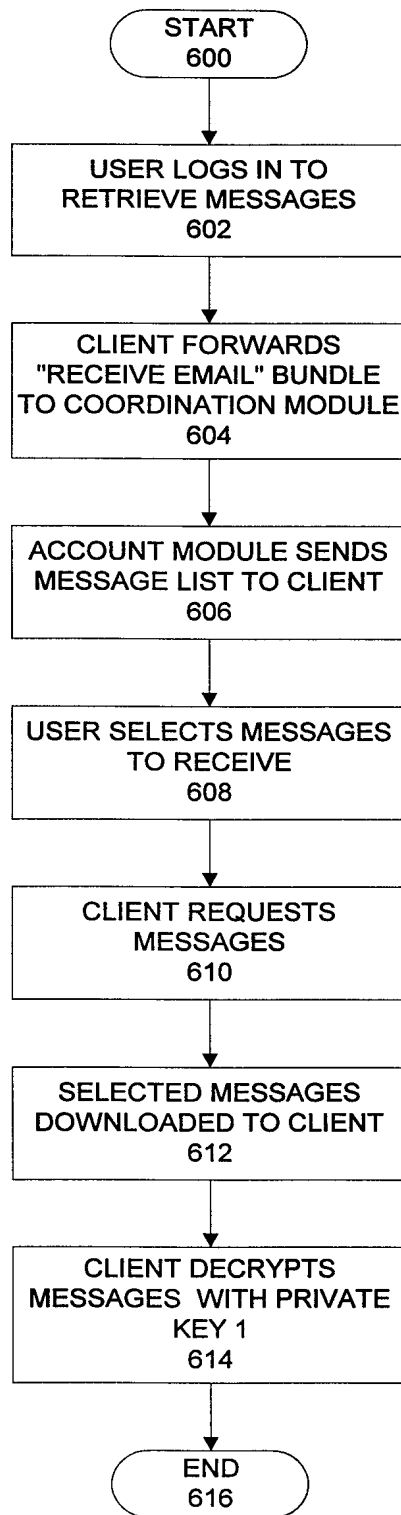 START
600
USER LOGS IN TO
RETRIEVE MESSAGES
602
CLIENT FORWARDS
"RECEIVE EMAIL" BUNDLE
TO COORDINATION MODULE
604
ACCOUNT MODULE SENDS
MESSAGE LIST TO CLIENT
606
USER SELECTS MESSAGES
TO RECEIVE
608
CLIENT REQUESTS
MESSAGES
610
SELECTED MESSAGES
DOWNLOADED TO CLIENT
612
CLIENT DECRYPTS
MESSAGES WITH PRIVATE
KEY 1
614
END
616